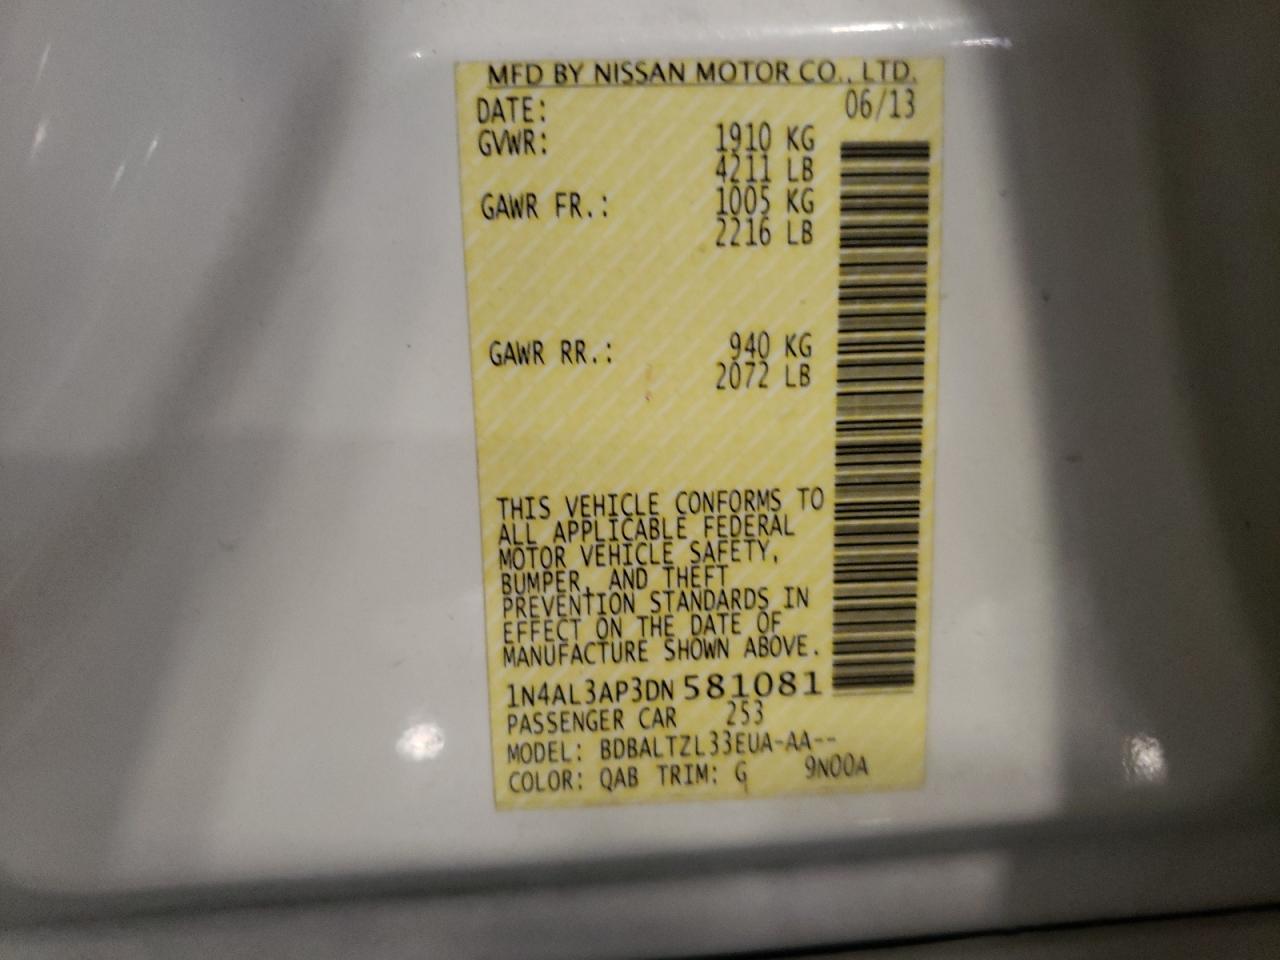 MFD BY NISSAN MOTOR CO., LTD.
DATE: 06/13
GVWR: 1910 KG
4211 LB
GAWR FR.: 1005 KG
2216 LB
GAWR RR.: 940 KG
2072 LB
THIS VEHICLE CONFORMS TO
ALL APPLICABLE FEDERAL
MOTOR VEHICLE SAFETY,
BUMPER, AND THEFT
PREVENTION STANDARDS IN
EFFECT ON THE DATE OF
MANUFACTURE SHOWN ABOVE.
1N4AL3AP3DN 581081
PASSENGER CAR 253
MODEL: BDBALTZL33EUA-AA--
COLOR: QAB TRIM: G 9N00A